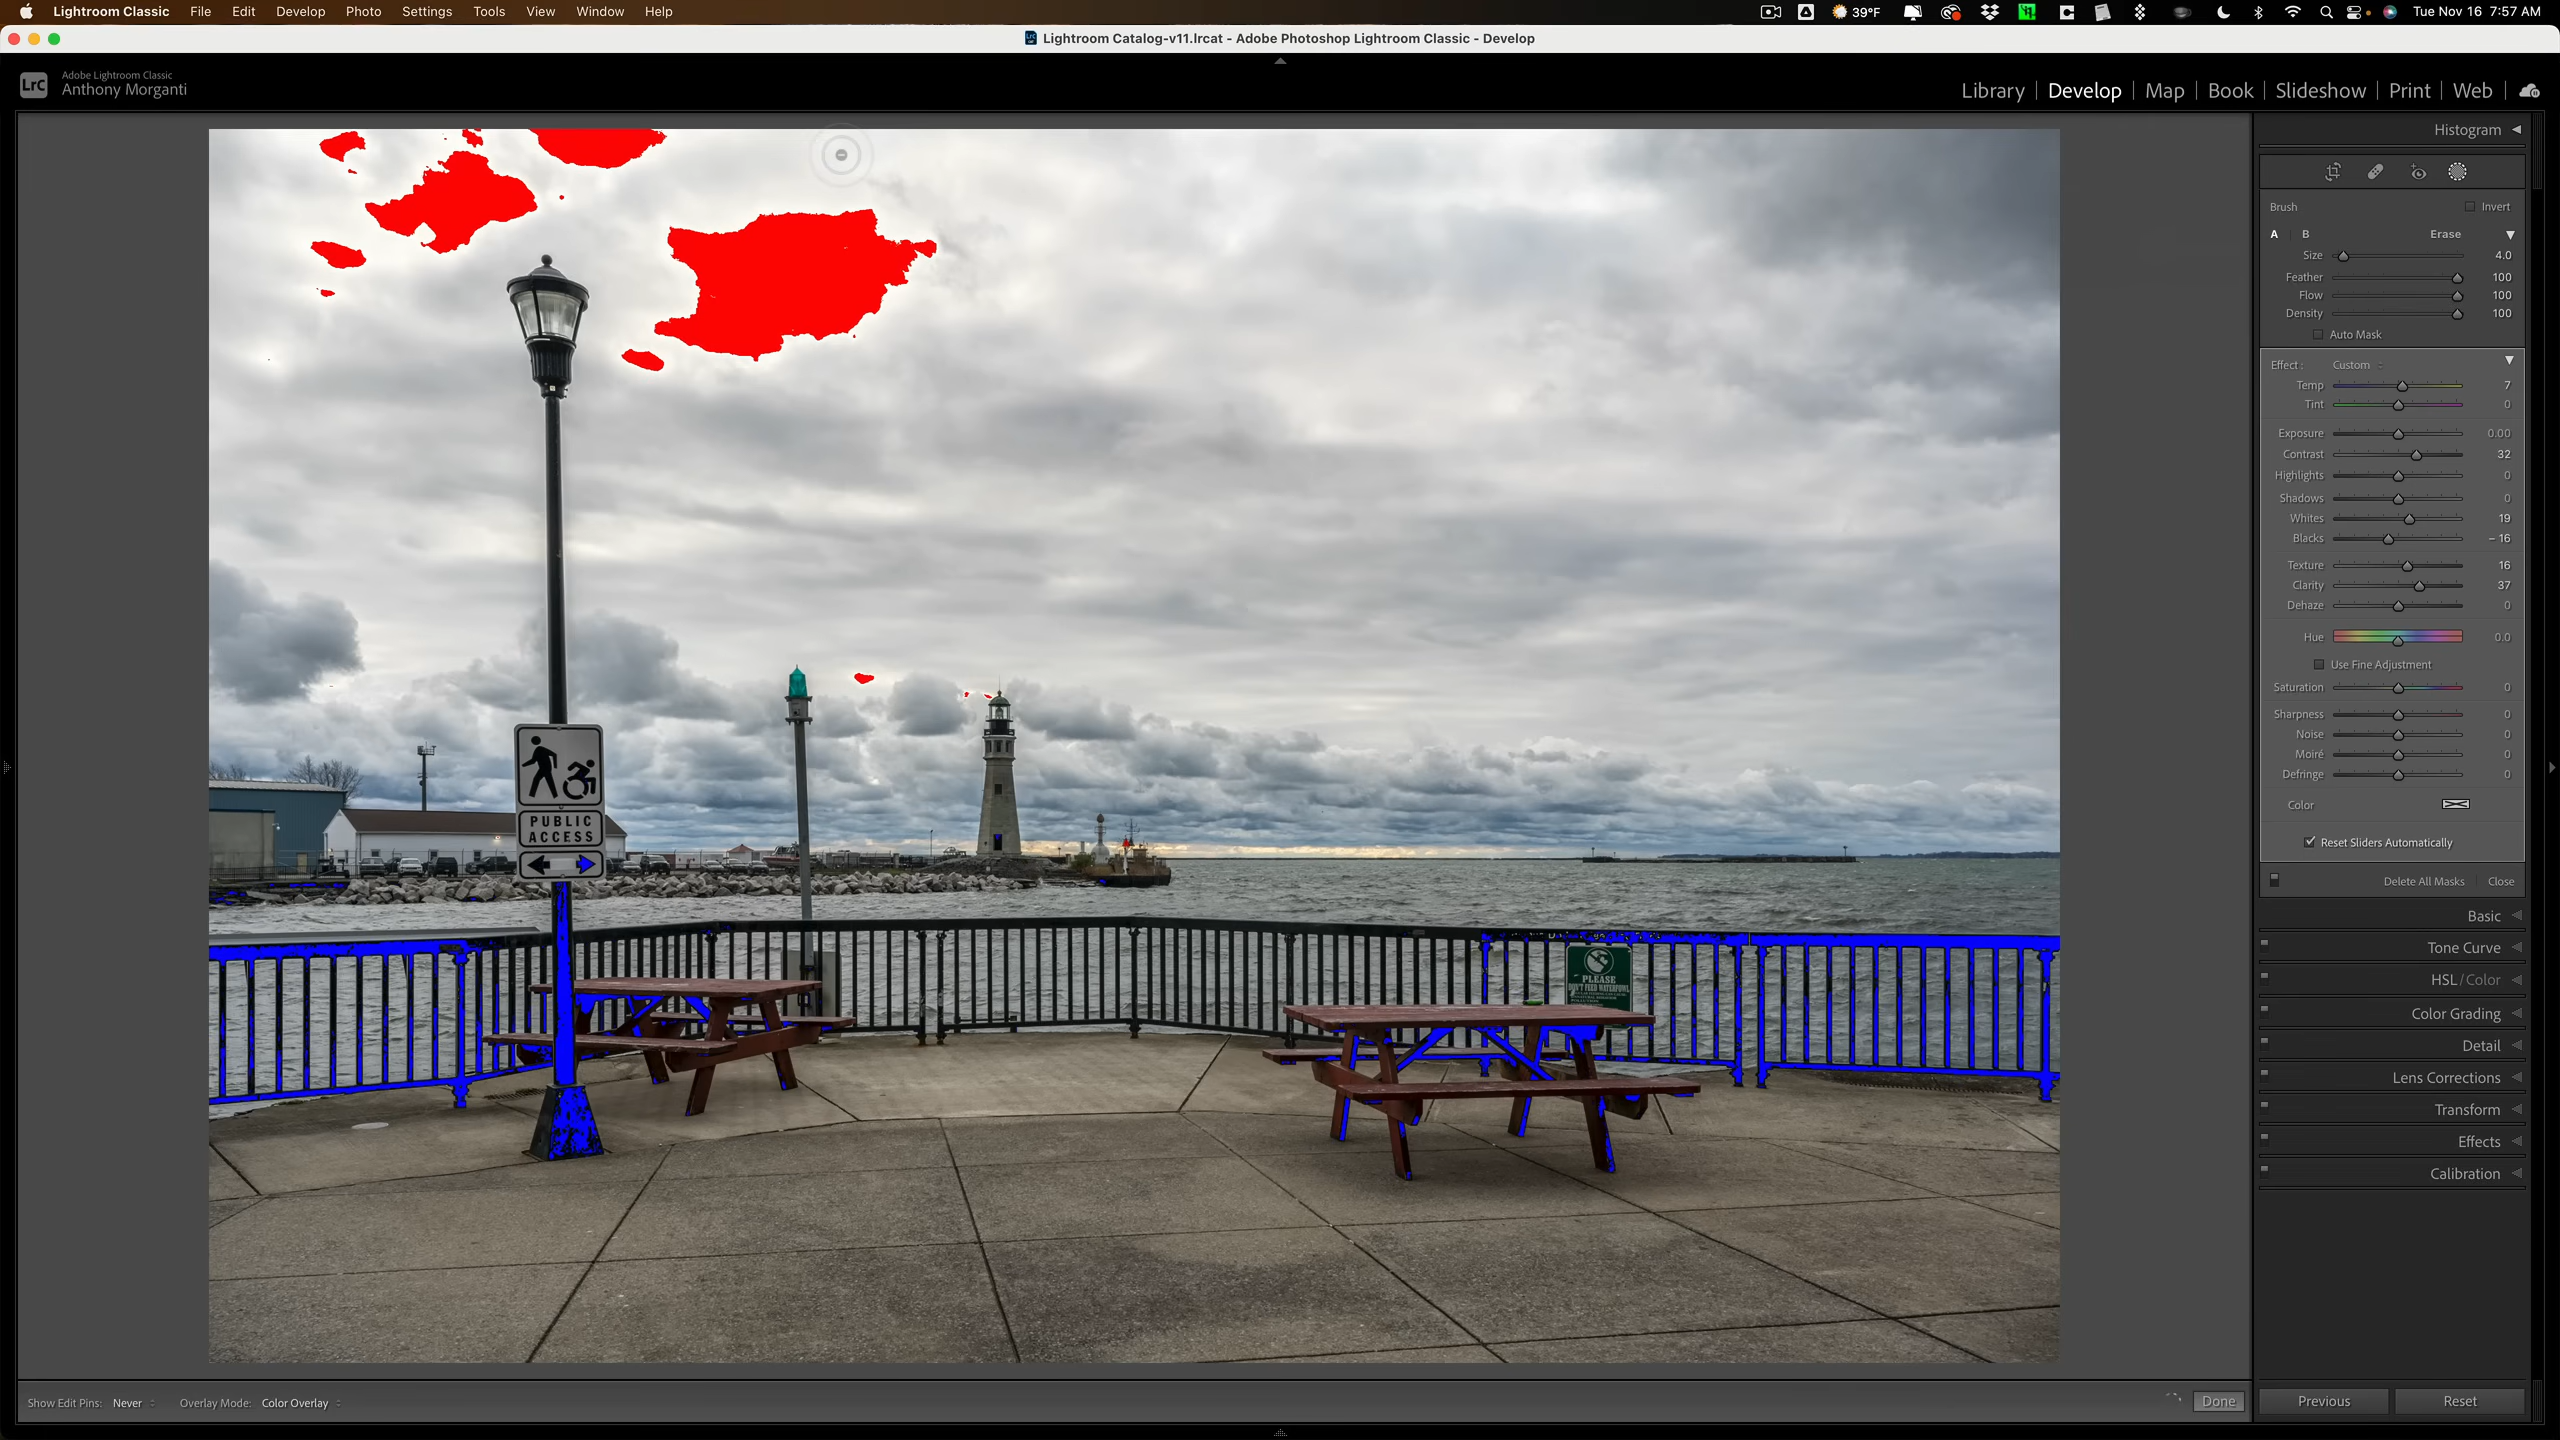 Lightroom Classic File Edit Develop Photo Settings Tools View Window Help 39°F Tue Nov 16 7:57 AM
Lightroom Catalog-v11.lrcat - Adobe Photoshop Lightroom Classic - Develop
LrC Adobe Lightroom Classic
Anthony Morganti
Library | Develop | Map | Book | Slideshow | Print | Web
Histogram
Brush Invert
A B Erase
Size 4.0
Feather 100
Flow 100
Density 100
Auto Mask
Effect : Custom
Temp 7
Tint 0
Exposure 0.00
Contrast 32
Highlights 0
Shadows 0
Whites 19
Blacks – 16
Texture 16
Clarity 37
Dehaze 0
Hue 0.0
Use Fine Adjustment
Saturation 0
Sharpness 0
Noise 0
Moiré 0
Defringe 0
Color
Reset Sliders Automatically
Delete All Masks Close
Basic
Tone Curve
HSL / Color
Color Grading
Detail
Lens Corrections
Transform
Effects
Calibration
PUBLIC
ACCESS
PLEASE
DON'T FEED WATERFOWL
Show Edit Pins: Never Overlay Mode: Color Overlay Done Previous Reset